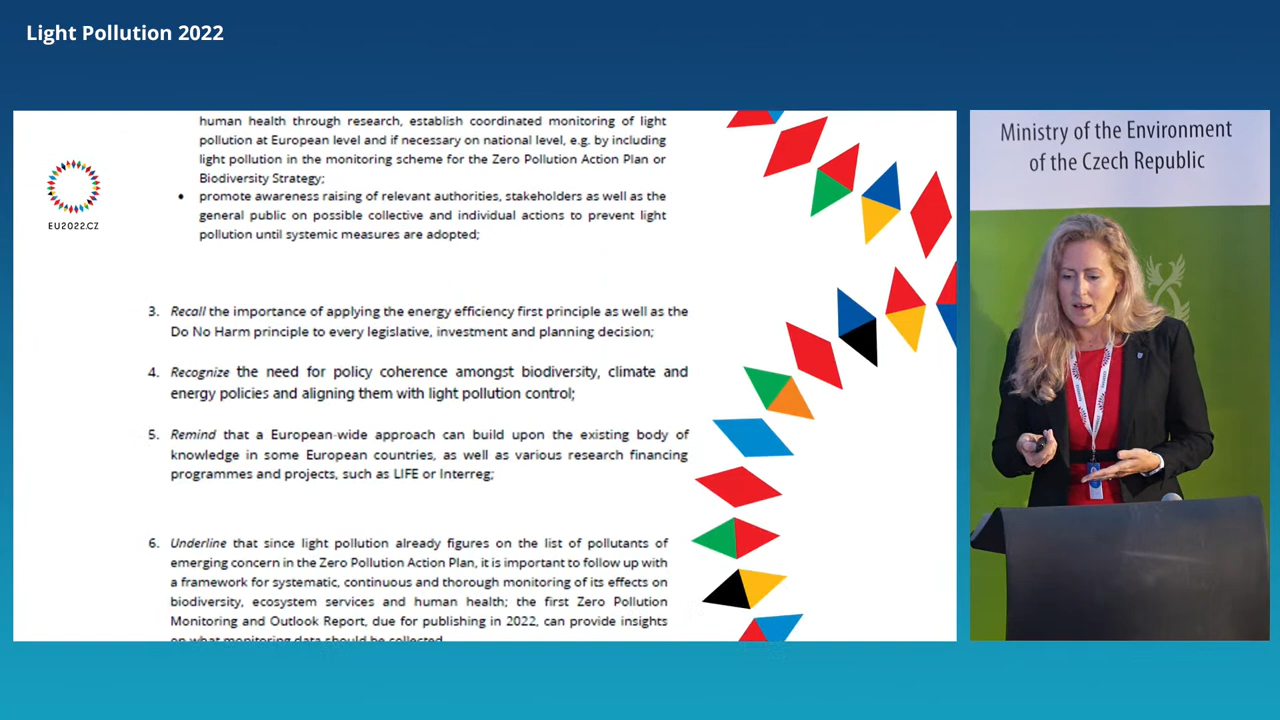 Light Pollution 2022
EU2022.CZ
human health through research, establish coordinated monitoring of light
pollution at European level and if necessary on national level, e.g. by including
light pollution in the monitoring scheme for the Zero Pollution Action Plan or
Biodiversity Strategy;
• promote awareness raising of relevant authorities, stakeholders as well as the
general public on possible collective and individual actions to prevent light
pollution until systemic measures are adopted;
3. Recall the importance of applying the energy efficiency first principle as well as the
Do No Harm principle to every legislative, investment and planning decision;
4. Recognize the need for policy coherence amongst biodiversity, climate and
energy policies and aligning them with light pollution control;
5. Remind that a European-wide approach can build upon the existing body of
knowledge in some European countries, as well as various research financing
programmes and projects, such as LIFE or Interreg;
6. Underline that since light pollution already figures on the list of pollutants of
emerging concern in the Zero Pollution Action Plan, it is important to follow up with
a framework for systematic, continuous and thorough monitoring of its effects on
biodiversity, ecosystem services and human health; the first Zero Pollution
Monitoring and Outlook Report, due for publishing in 2022, can provide insights
on what monitoring data should be collected
Ministry of the Environment
of the Czech Republic